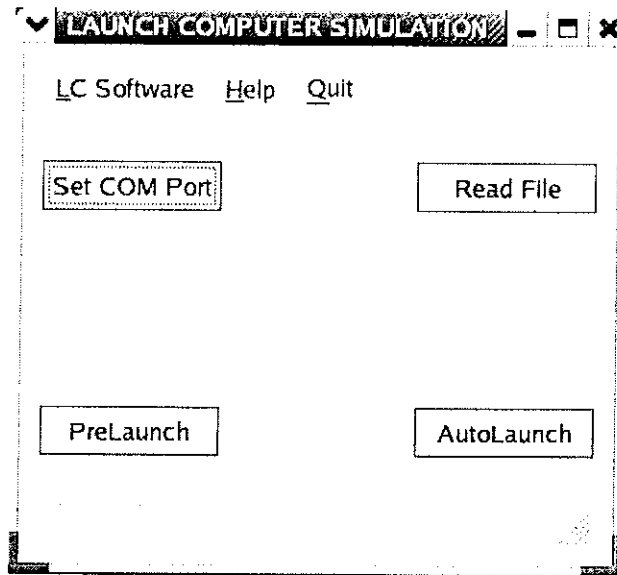 LAUNCH COMPUTER SIMULATION
LC Software Help Quit
Set COM Port Read File
PreLaunch AutoLaunch